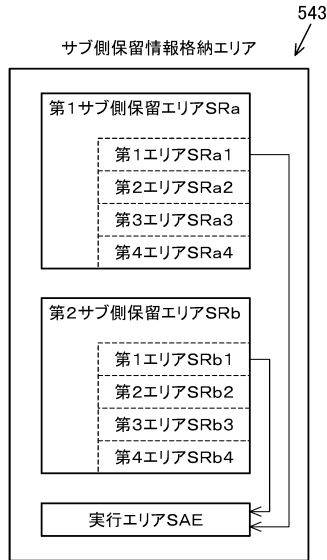 543
サブ側保留情報格納エリア
第1サブ側保留エリアSRa
第1エリアSRa1
第2エリアSRa2
第3エリアSRa3
第4エリアSRa4
第2サブ側保留エリアSRb
第1エリアSRb1
第2エリアSRb2
第3エリアSRb3
第4エリアSRb4
実行エリアSAE